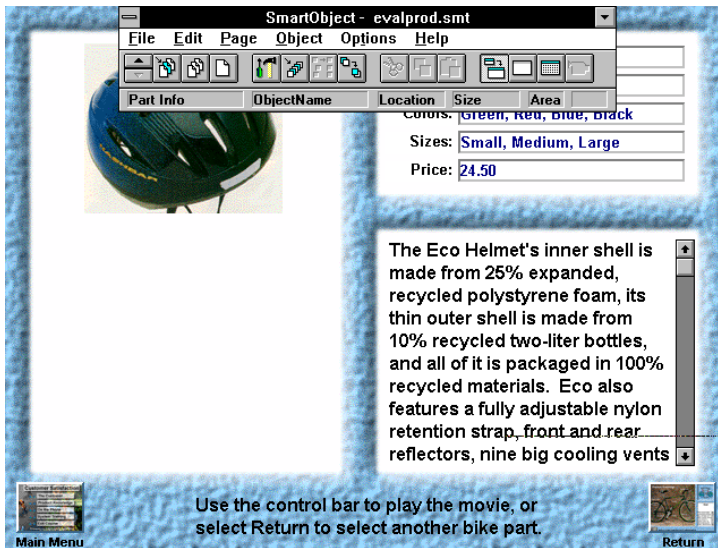 SmartObject - evalprod.smt
File Edit Page Object Options Help
Part Info ObjectName Location Size Area
Colors: Green, Red, Blue, Black
Sizes: Small, Medium, Large
Price: 24.50
The Eco Helmet's inner shell is
made from 25% expanded,
recycled polystyrene foam, its
thin outer shell is made from
10% recycled two-liter bottles,
and all of it is packaged in 100%
recycled materials. Eco also
features a fully adjustable nylon
retention strap, front and rear
reflectors, nine big cooling vents
Customer Satisfaction
Use the control bar to play the movie, or
select Return to select another bike part.
Main Menu
Return